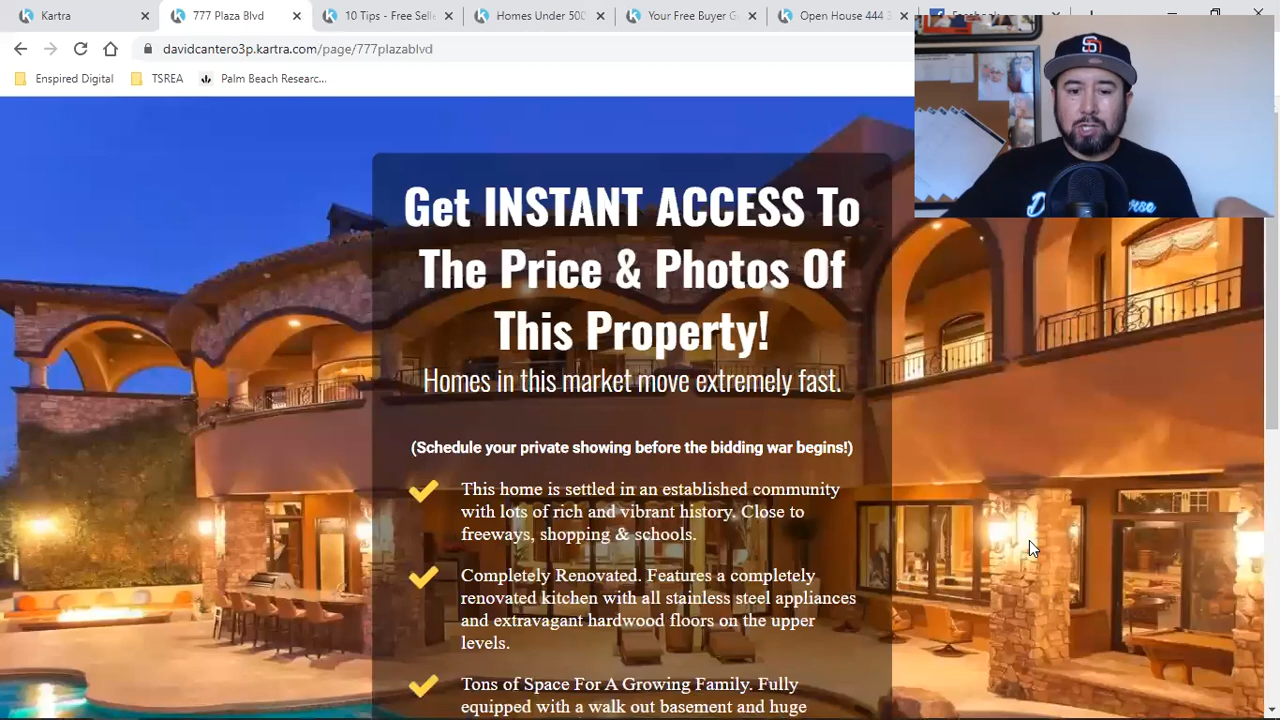 Kartra
777 Plaza Blvd
10 Tips - Free Selle
Homes Under 500
Your Free Buyer
Open House 444 3
davidcantero3p.kartra.com/page/777plazablvd
Enspired Digital
TSREA
Palm Beach Researc...
Get INSTANT ACCESS To
The Price & Photos Of
This Property!
Homes in this market move extremely fast.
(Schedule your private showing before the bidding war begins!)
This home is settled in an established community
with lots of rich and vibrant history. Close to
freeways, shopping & schools.
Completely Renovated. Features a completely
renovated kitchen with all stainless steel appliances
and extravagant hardwood floors on the upper
levels.
Tons of Space For A Growing Family. Fully
equipped with a walk out basement and huge